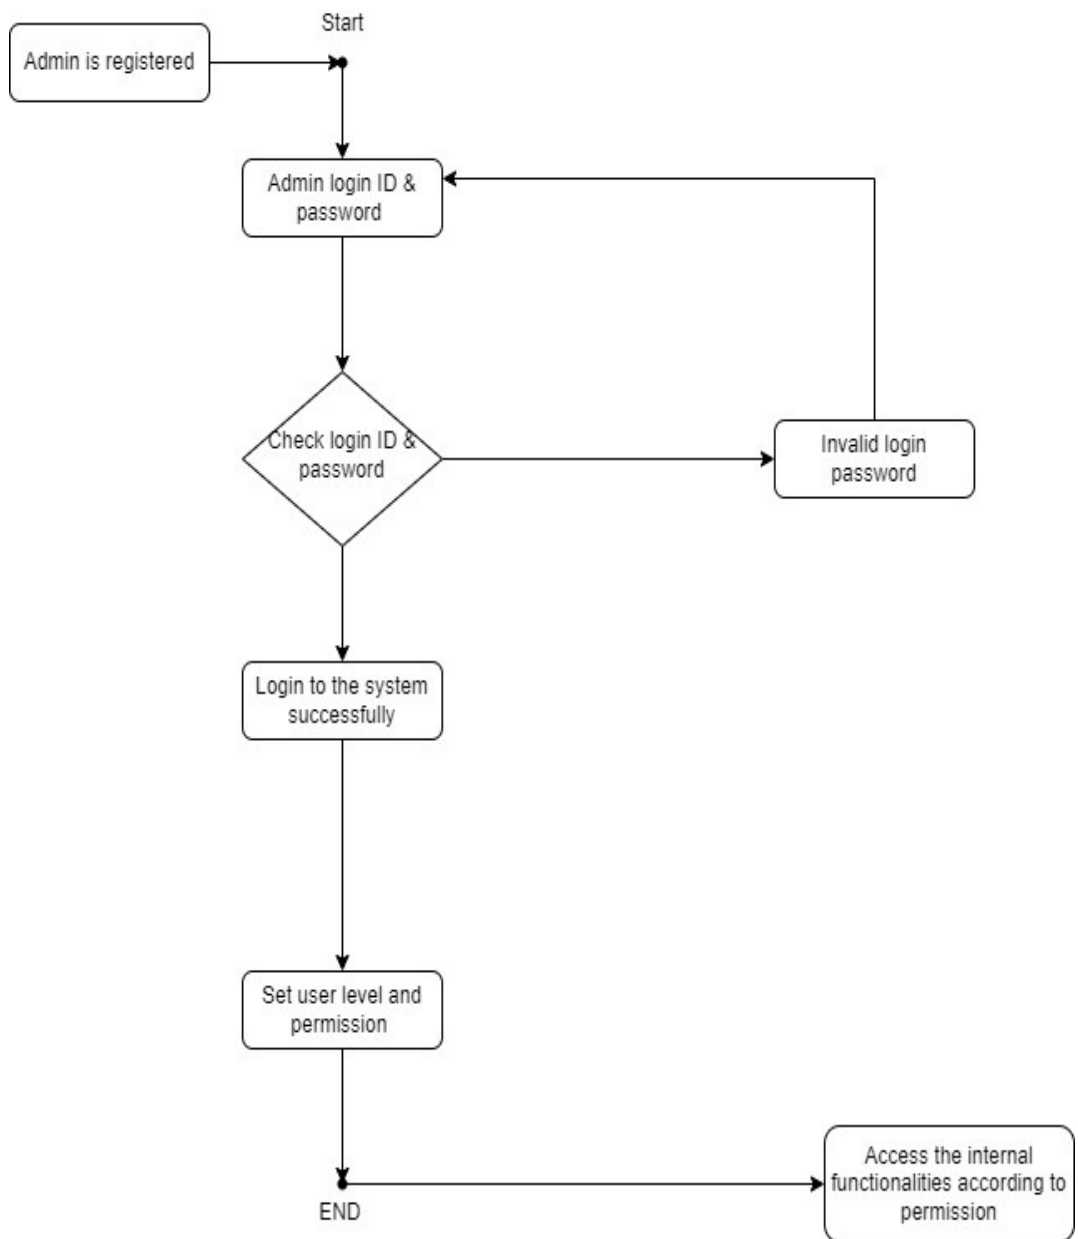 Start
Admin is registered
Admin login ID &
password
Check login ID &
password
Invalid login
password
Login to the system
successfully
Set user level and
permission
Access the internal
functionalities according to
permission
END